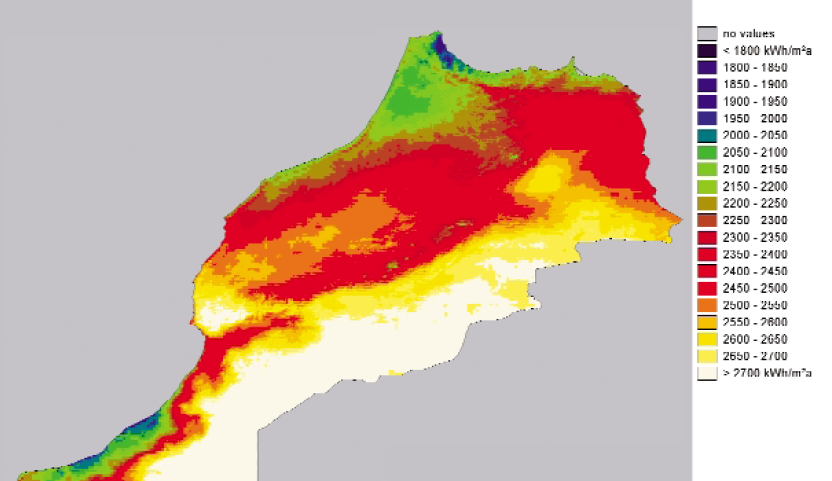 no values
< 1800 kWh/m²a
1800 - 1850
1850 - 1900
1900 - 1950
1950 2000
2000 - 2050
2050 - 2100
2100 2150
2150 - 2200
2200 - 2250
2250 2300
2300 - 2350
2350 - 2400
2400 - 2450
2450 - 2500
2500 - 2550
2550 - 2600
2600 - 2650
2650 - 2700
> 2700 kWh/m²a